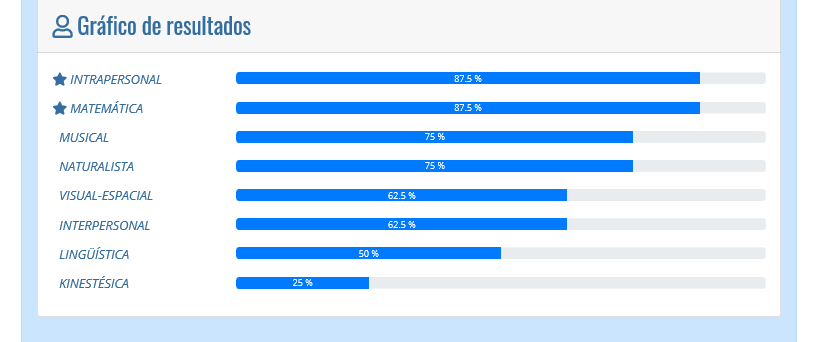 Gráfico de resultados
INTRAPERSONAL 87.5 %
MATEMÁTICA 87.5 %
MUSICAL 75 %
NATURALISTA 75 %
VISUAL-ESPACIAL 62.5 %
INTERPERSONAL 62.5 %
LINGÜÍSTICA 50 %
KINESTÉSICA 25 %